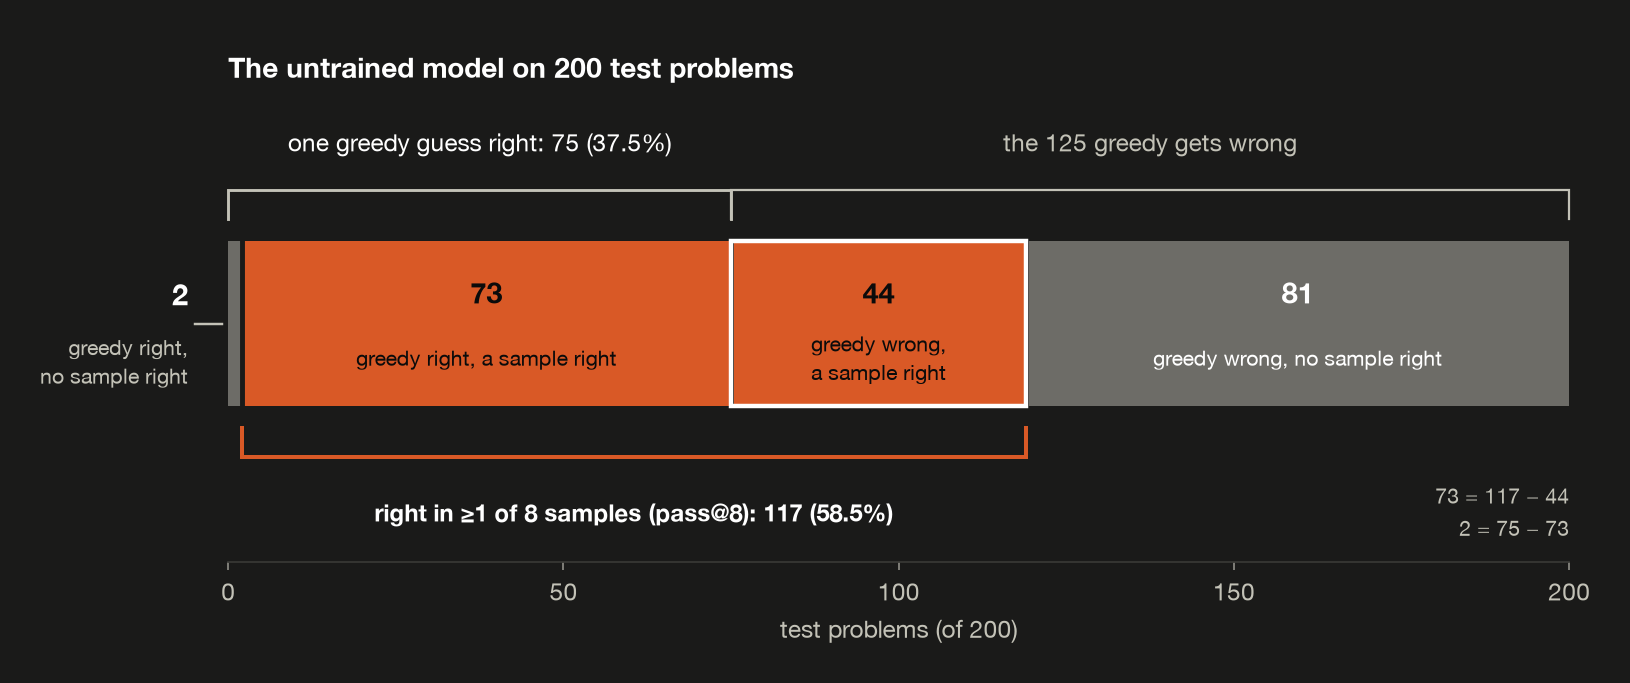 The untrained model on 200 test problems
one greedy guess right: 75 (37.5%)
the 125 greedy gets wrong
2
greedy right,
no sample right
73
greedy right, a sample right
44
greedy wrong,
a sample right
81
greedy wrong, no sample right
right in ≥1 of 8 samples (pass@8): 117 (58.5%)
73 = 117 − 44
2 = 75 − 73
0 50 100 150 200
test problems (of 200)